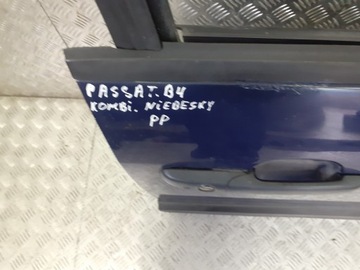 PASSAT. B4
KOMBI. NIEBESKY
PP